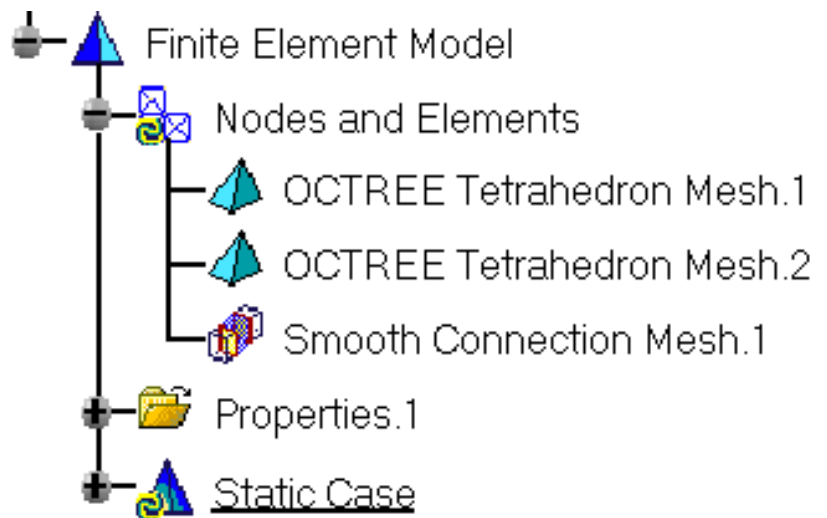 Finite Element Model
Nodes and Elements
OCTREE Tetrahedron Mesh.1
OCTREE Tetrahedron Mesh.2
Smooth Connection Mesh.1
Properties.1
Static Case